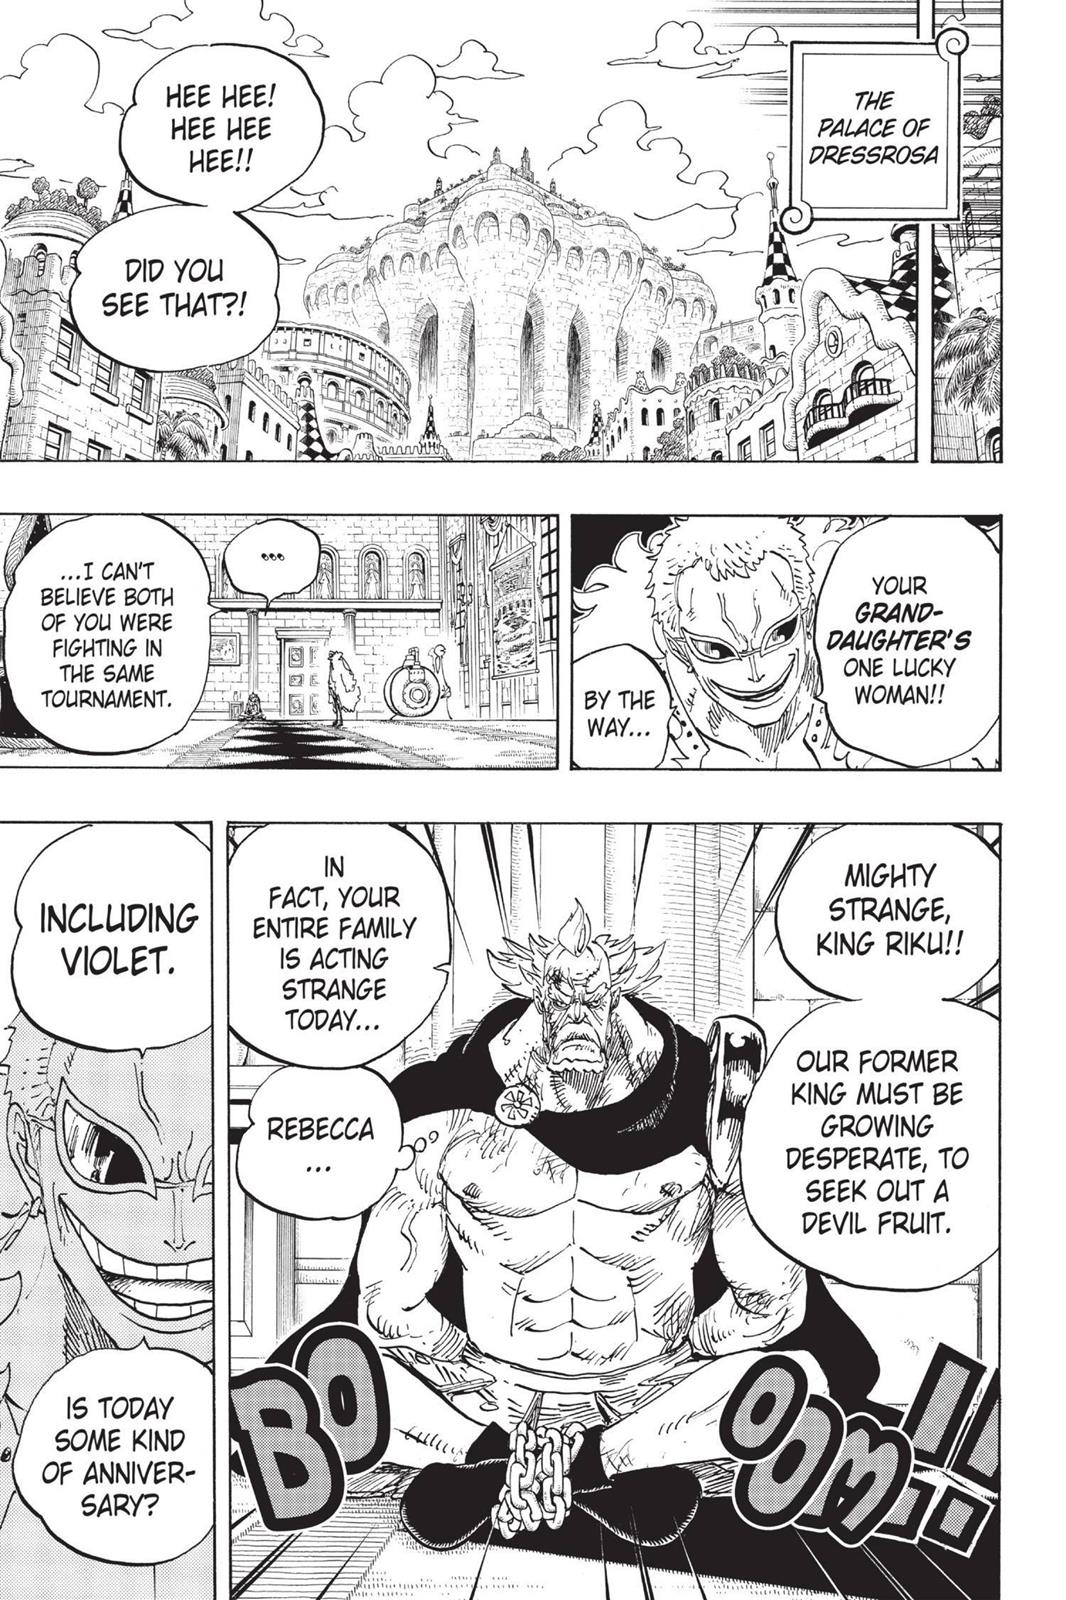 THE
PALACE OF
DRESSROSA
HEE HEE!
HEE HEE
HEE!!
DID YOU
SEE THAT?!
YOUR
GRAND-
DAUGHTER'S
ONE LUCKY
WOMAN!!
BY THE
WAY...
...
...I CAN'T
BELIEVE BOTH
OF YOU WERE
FIGHTING IN
THE SAME
TOURNAMENT.
MIGHTY
STRANGE,
KING RIKU!!
OUR FORMER
KING MUST BE
GROWING
DESPERATE, TO
SEEK OUT A
DEVIL FRUIT.
IN
FACT, YOUR
ENTIRE FAMILY
IS ACTING
STRANGE
TODAY...
REBECCA
...
BOOOM!!
INCLUDING
VIOLET.
IS TODAY
SOME KIND
OF ANNIVER-
SARY?